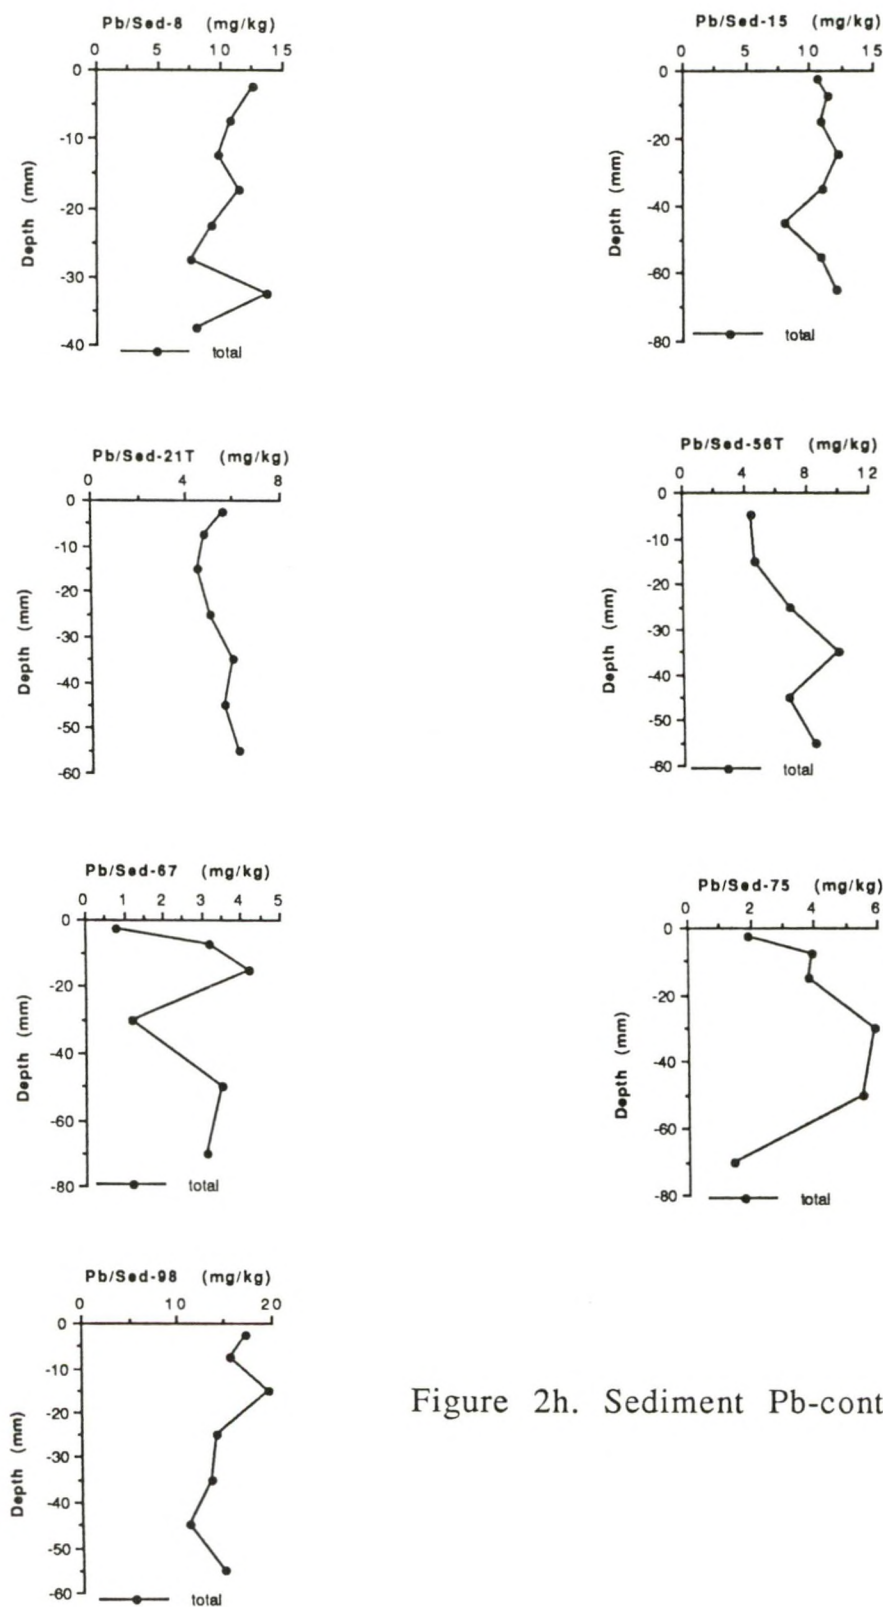 Pb/Sed-8 (mg/kg)
0 5 10 15
0
-10
-20
-30
-40
Depth (mm)
total
Pb/Sed-15 (mg/kg)
0 5 10 15
0
-20
-40
-60
-80
Depth (mm)
total
Pb/Sed-21T (mg/kg)
0 4 6 8
0
-10
-20
-30
-40
-50
-60
Depth (mm)
Pb/Sed-56T (mg/kg)
0 4 8 12
0
-10
-20
-30
-40
-50
-60
Depth (mm)
total
Pb/Sed-67 (mg/kg)
0 1 2 3 4 5
0
-20
-40
-60
-80
Depth (mm)
total
Pb/Sed-75 (mg/kg)
0 2 4 6
0
-20
-40
-60
-80
Depth (mm)
total
Pb/Sed-98 (mg/kg)
0 10 20
0
-10
-20
-30
-40
-50
-60
Depth (mm)
total
Figure 2h. Sediment Pb-cont